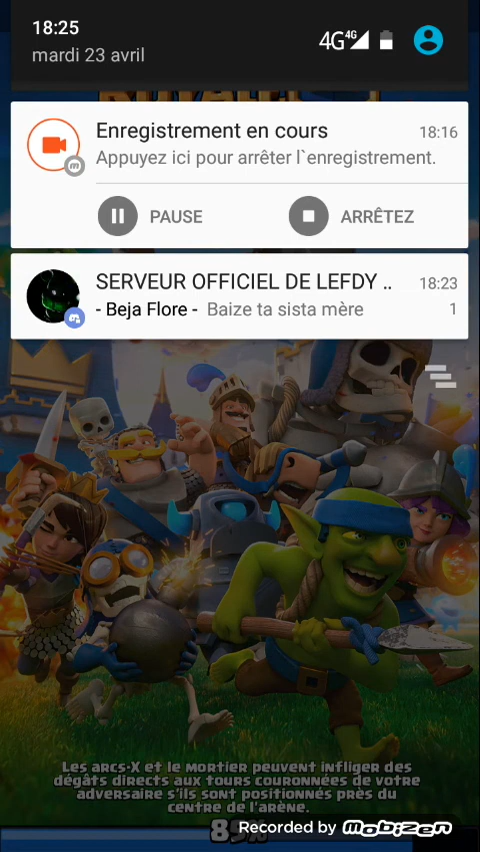 18:25
4G 4G
mardi 23 avril
ROYALE
Enregistrement en cours 18:16
Appuyez ici pour arrêter l`enregistrement.
PAUSE ARRÊTEZ
SERVEUR OFFICIEL DE LEFDY .. 18:23
- Beja Flore - Baize ta sista mère 1
Les arcs-X et le mortier peuvent infliger des
dégâts directs aux tours couronnées de votre
adversaire s'ils sont positionnés près du
centre de l'arène.
Recorded by Mobizen